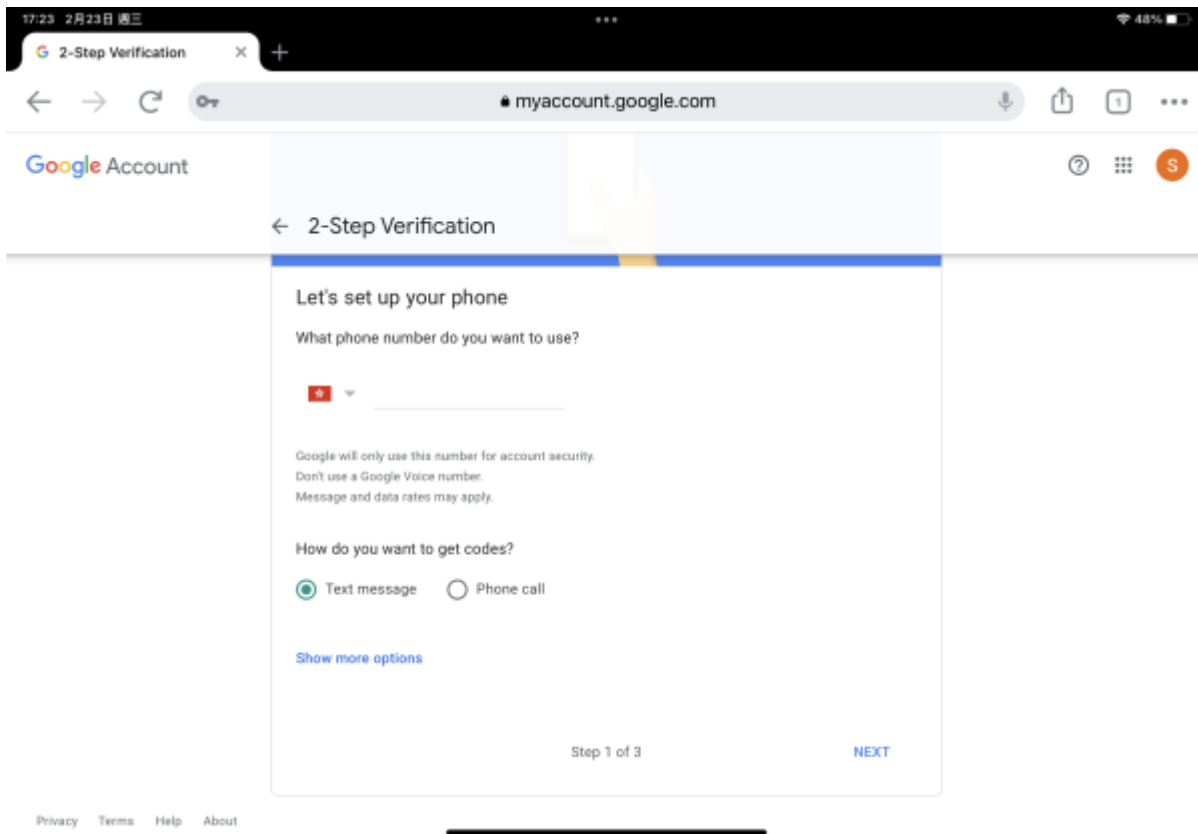 17:23 2月23日 週三
48%
2-Step Verification
myaccount.google.com
1
Google Account
S
2-Step Verification
Let's set up your phone
What phone number do you want to use?
Google will only use this number for account security.
Don't use a Google Voice number.
Message and data rates may apply.
How do you want to get codes?
Text message Phone call
Show more options
Step 1 of 3 NEXT
Privacy Terms Help About